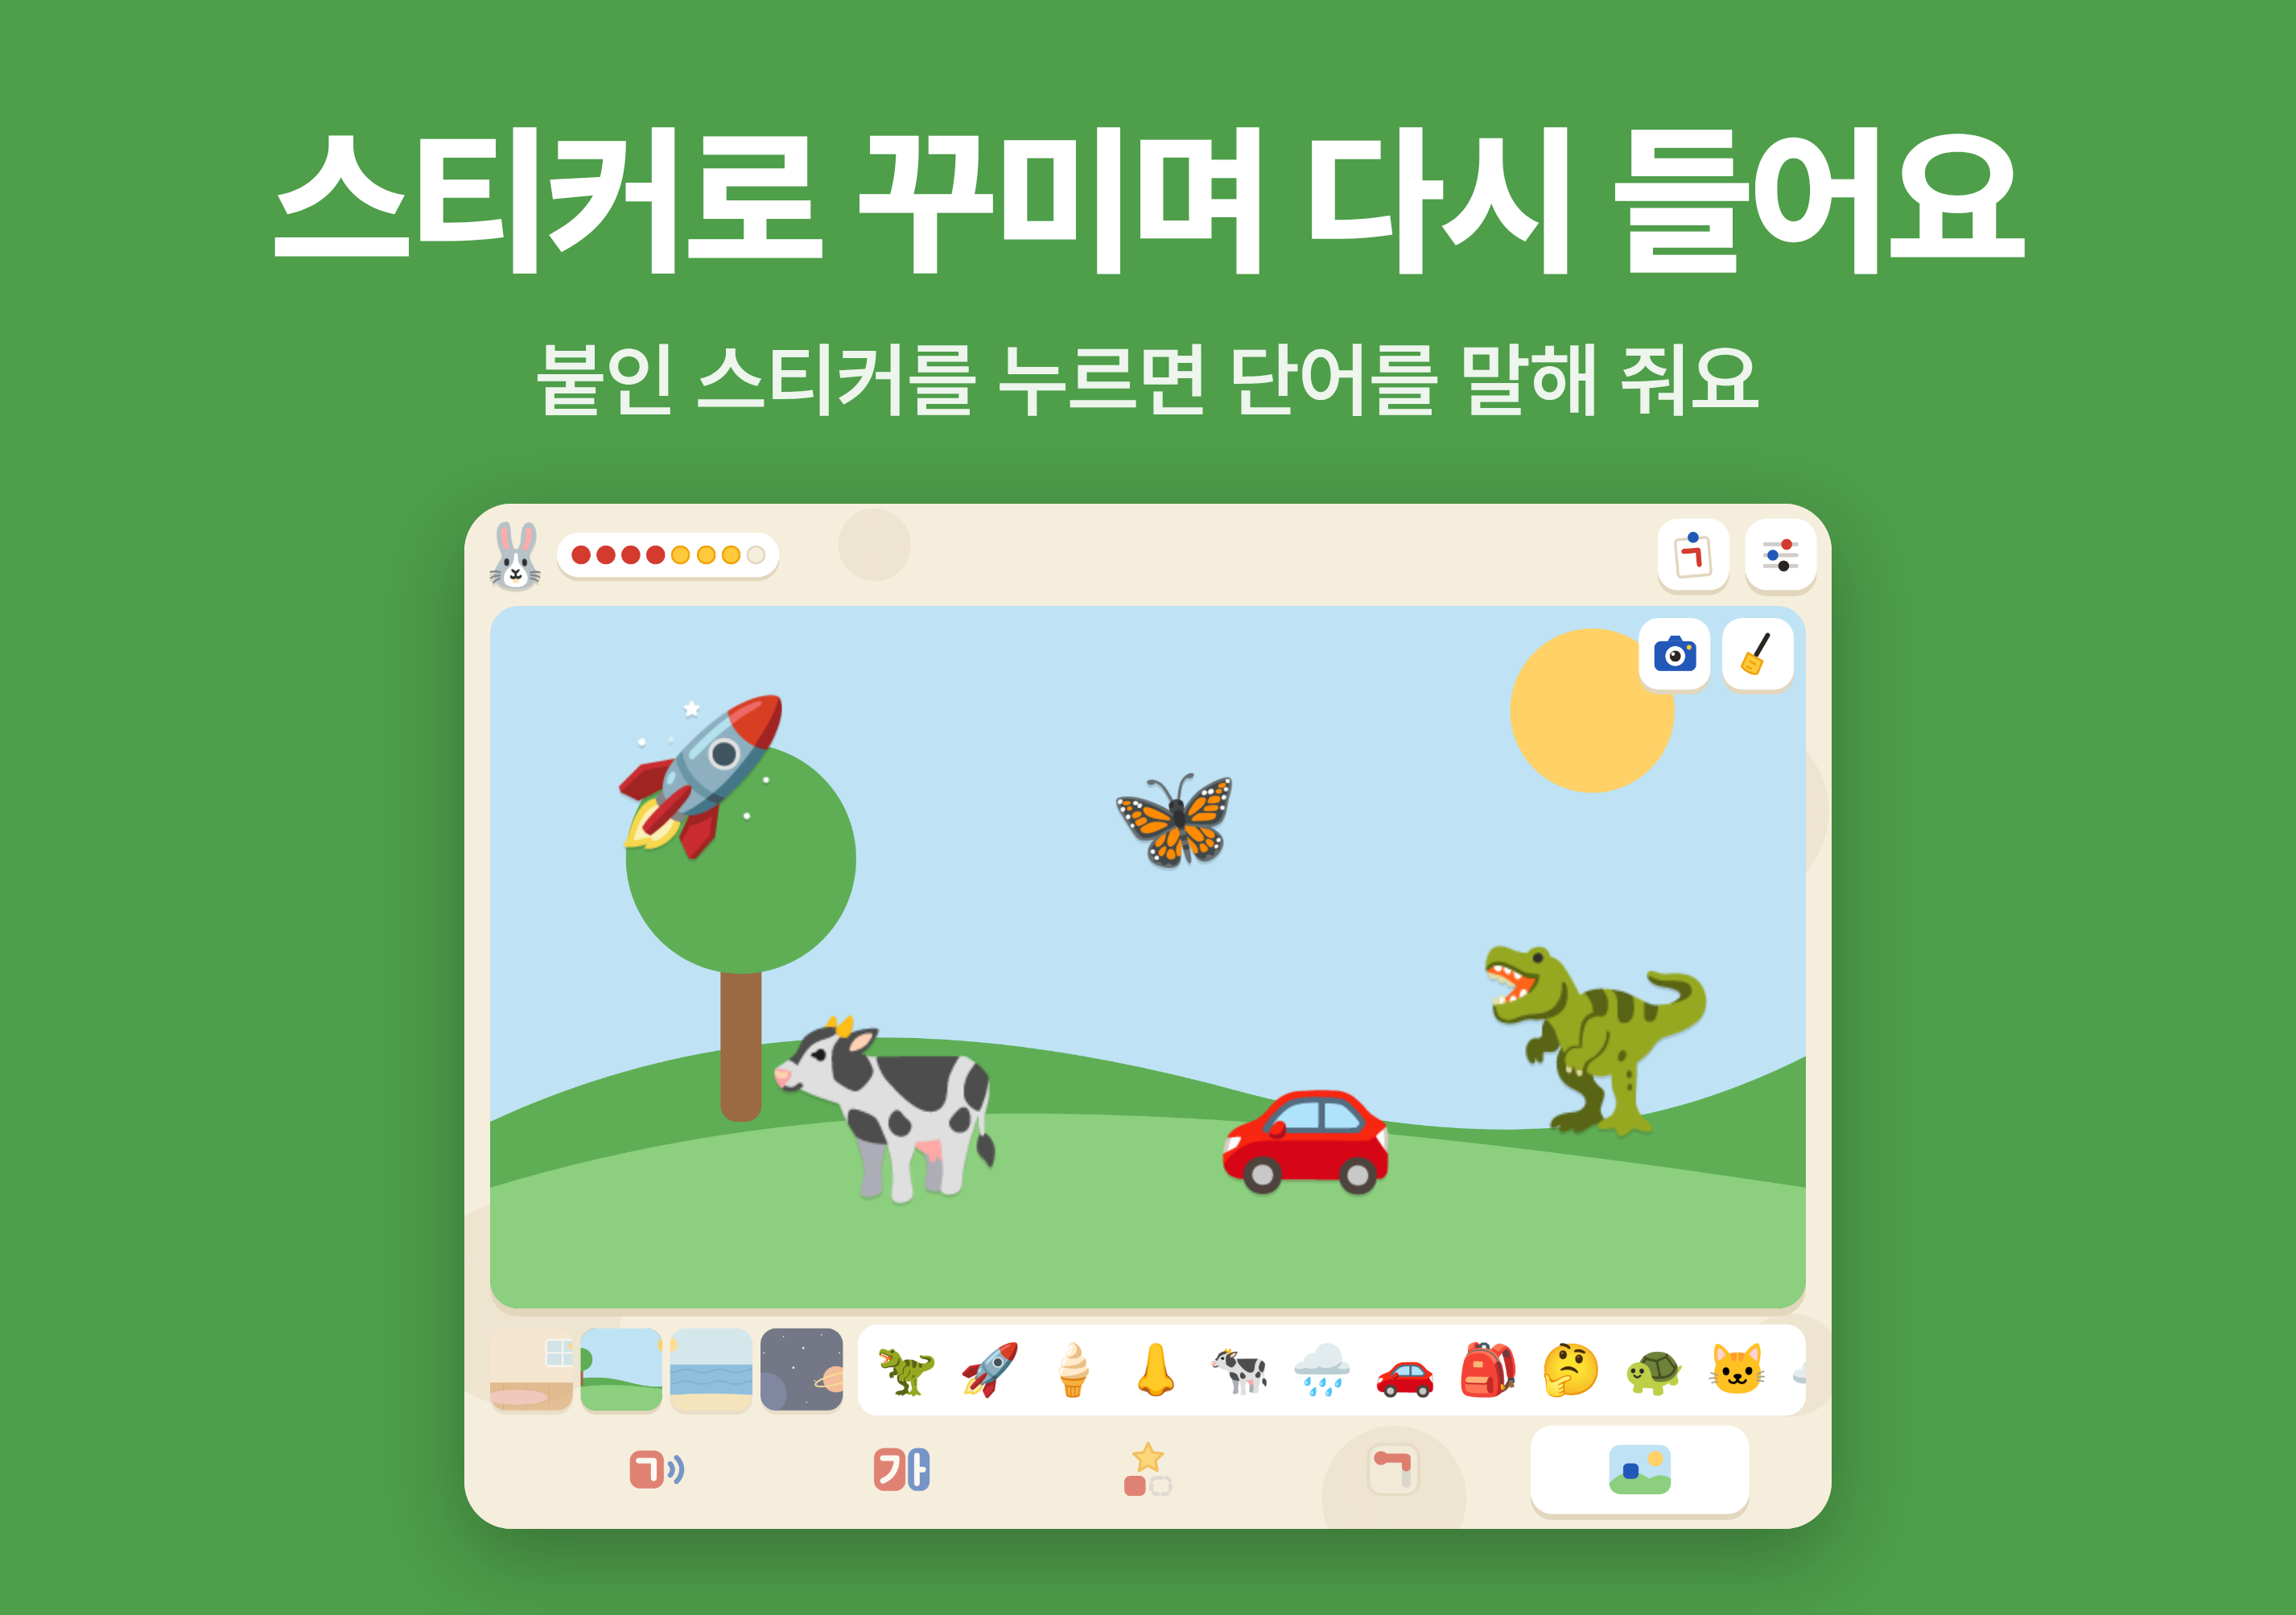 스티커로 꾸미며 다시 들어요
붙인 스티커를 누르면 단어를 말해 줘요
ㄱ
ㄱ
가
ㄱ